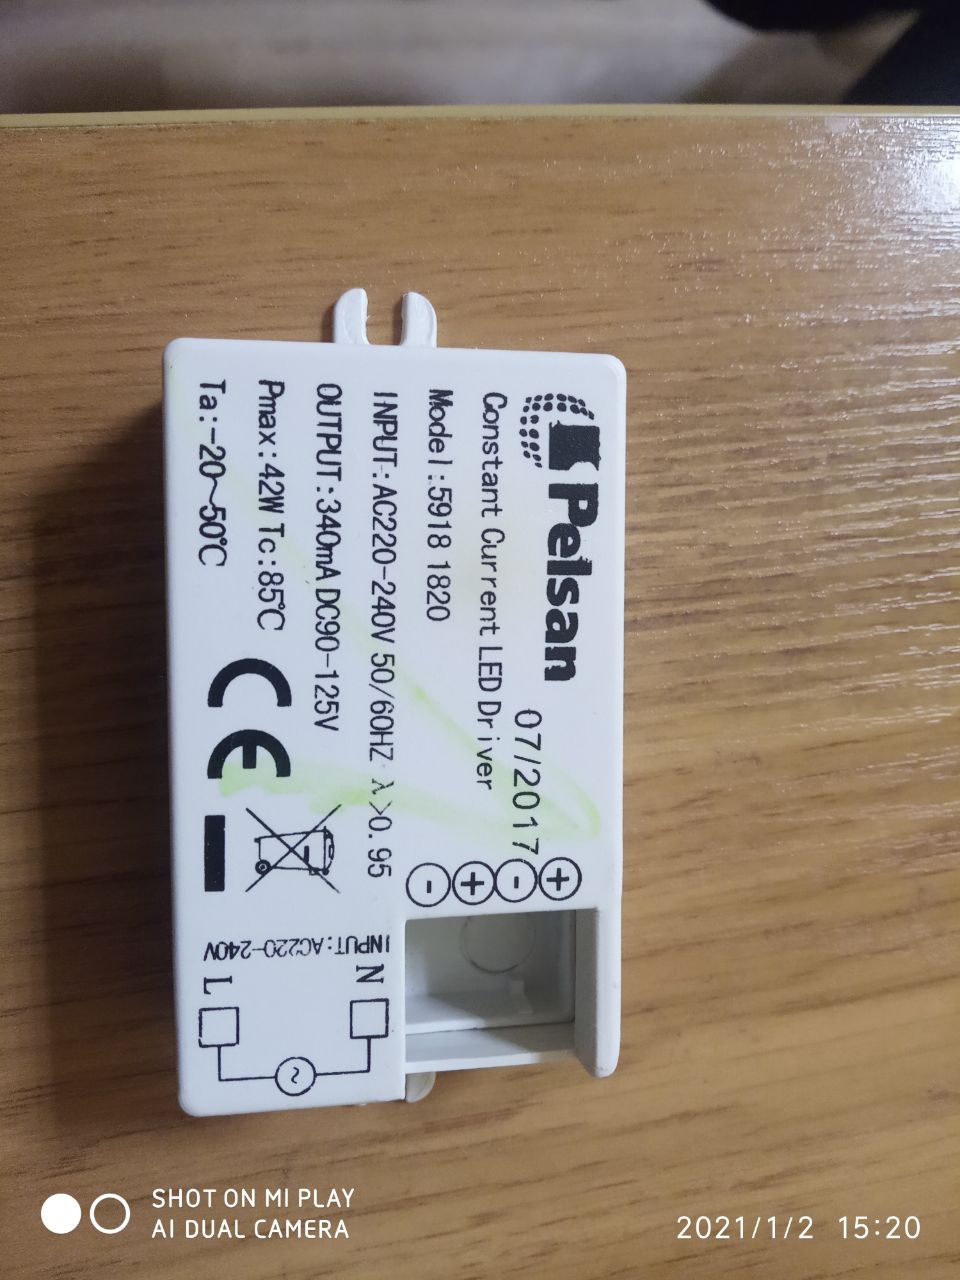 Pelsan
07/2017
Constant Current LED Driver
Model:5918 1820
INPUT:AC220-240V 50/60HZ λ>0.95
OUTPUT:340mA DC90-125V
Pmax:42W Tc:85℃
Ta:-20~50℃
CE
+
-
+
-
INPUT:AC220-240V
N
L
~
SHOT ON MI PLAY
AI DUAL CAMERA
2021/1/2 15:20